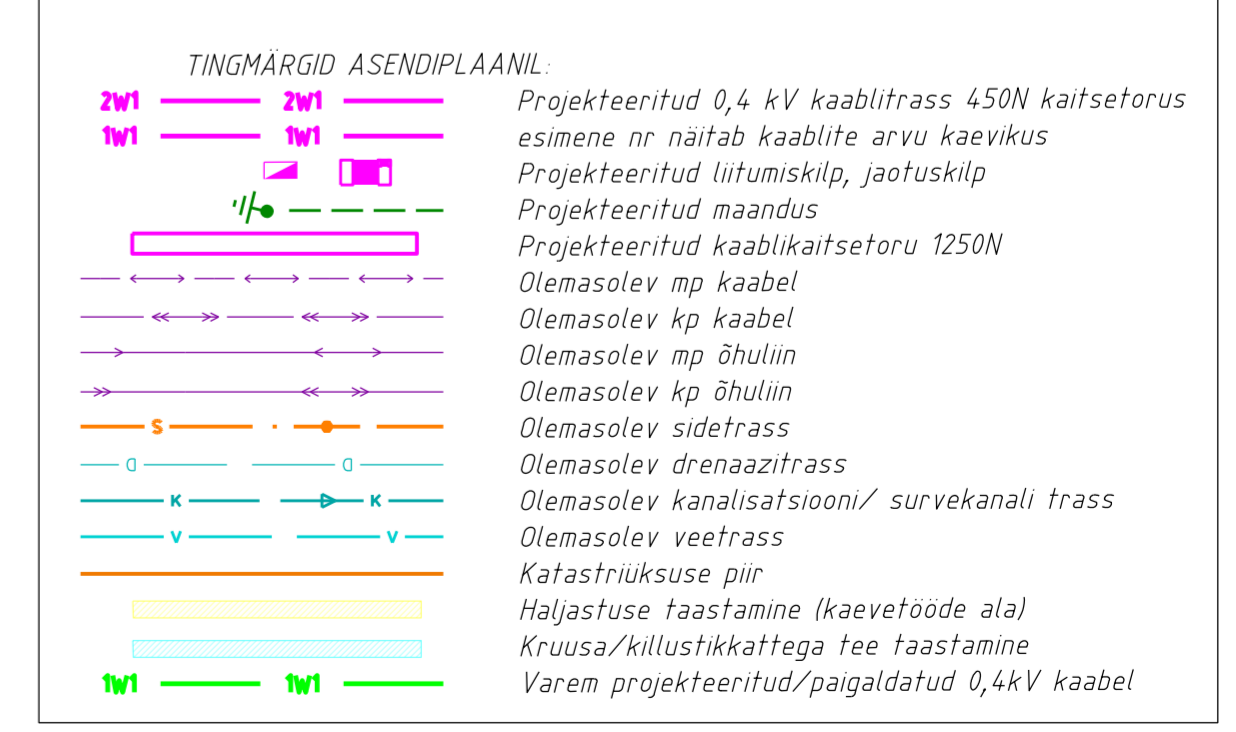 TINGMÄRGID ASENDIPLAANIL:
2W1 2W1 Projekteeritud 0,4 kV kaablitrass 450N kaitsetorus
1W1 1W1 esimene nr näitab kaablite arvu kaevikus
Projekteeritud liitumiskilp, jaotuskilp
Projekteeritud maandus
Projekteeritud kaablikaitsetoru 1250N
Olemasolev mp kaabel
Olemasolev kp kaabel
Olemasolev mp õhuliin
Olemasolev kp õhuliin
S Olemasolev sidetrass
D D Olemasolev drenaazitrass
K K Olemasolev kanalisatsiooni/ survekanali trass
V V Olemasolev veetrass
Katastriüksuse piir
Haljastuse taastamine (kaevetööde ala)
Kruusa/killustikkattega tee taastamine
1W1 1W1 Varem projekteeritud/paigaldatud 0,4kV kaabel